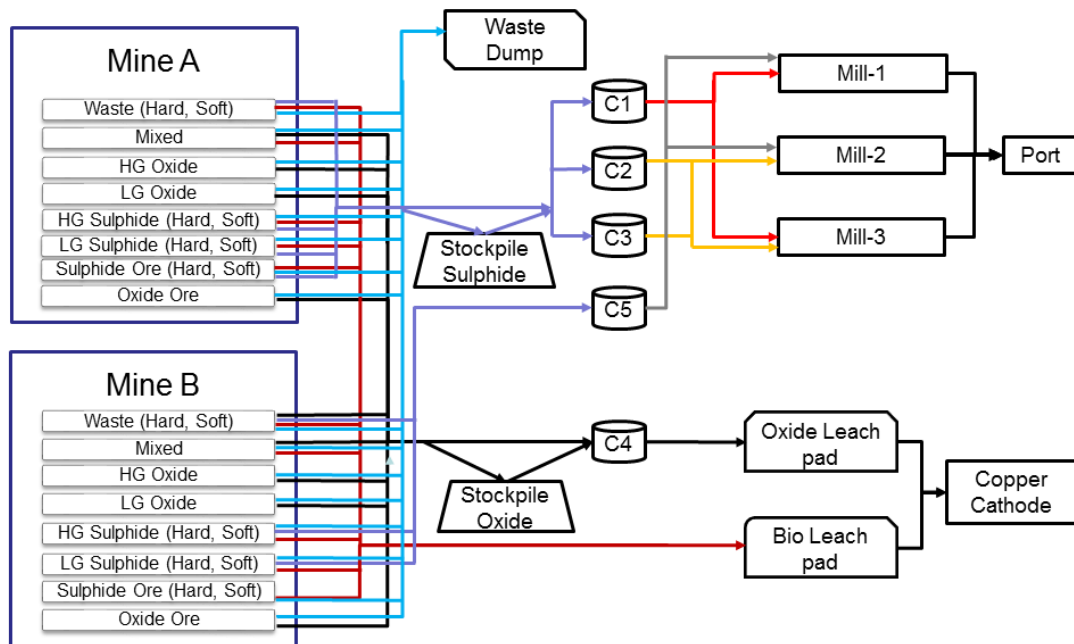 Mine A
Waste (Hard, Soft)
Mixed
HG Oxide
LG Oxide
HG Sulphide (Hard, Soft)
LG Sulphide (Hard, Soft)
Sulphide Ore (Hard, Soft)
Oxide Ore
Mine B
Waste (Hard, Soft)
Mixed
HG Oxide
LG Oxide
HG Sulphide (Hard, Soft)
LG Sulphide (Hard, Soft)
Sulphide Ore (Hard, Soft)
Oxide Ore
Waste
Dump
Stockpile
Sulphide
Stockpile
Oxide
C1
C2
C3
C5
C4
Mill-1
Mill-2
Mill-3
Port
Oxide Leach
pad
Bio Leach
pad
Copper
Cathode